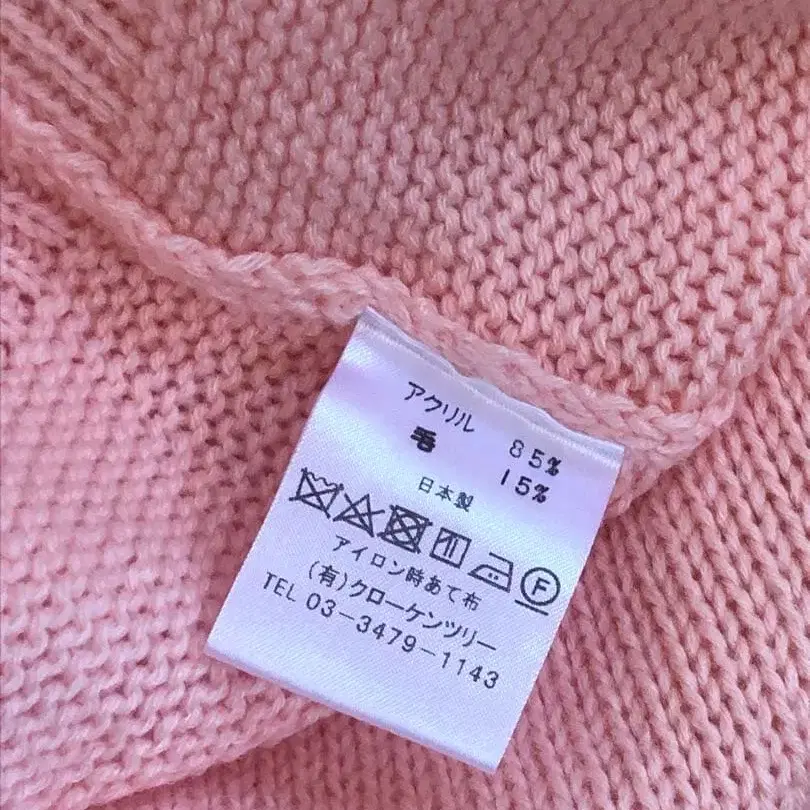 アクリル 85%
毛 15%
日本製
F
アイロン時あて布
(有)クローケンツリー
TEL 03-3479-1143